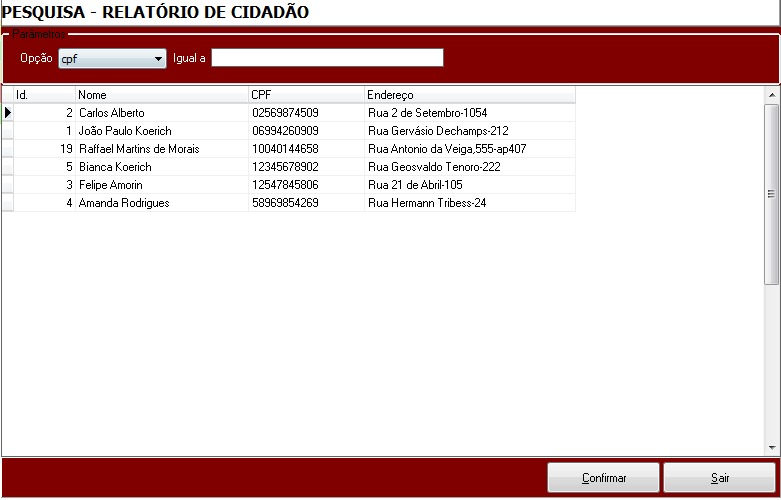 PESQUISA - RELATÓRIO DE CIDADÃO
Parâmetros
Opção cpf Igual a
Id. Nome CPF Endereço
2 Carlos Alberto 02569874509 Rua 2 de Setembro-1054
1 João Paulo Koerich 06994260909 Rua Gervásio Dechamps-212
19 Raffael Martins de Morais 10040144658 Rua Antonio da Veiga,555-ap407
5 Bianca Koerich 12345678902 Rua Geosvaldo Tenoro-222
3 Felipe Amorin 12547845806 Rua 21 de Abril-105
4 Amanda Rodrigues 58969854269 Rua Hermann Tribess-24
Confirmar Sair